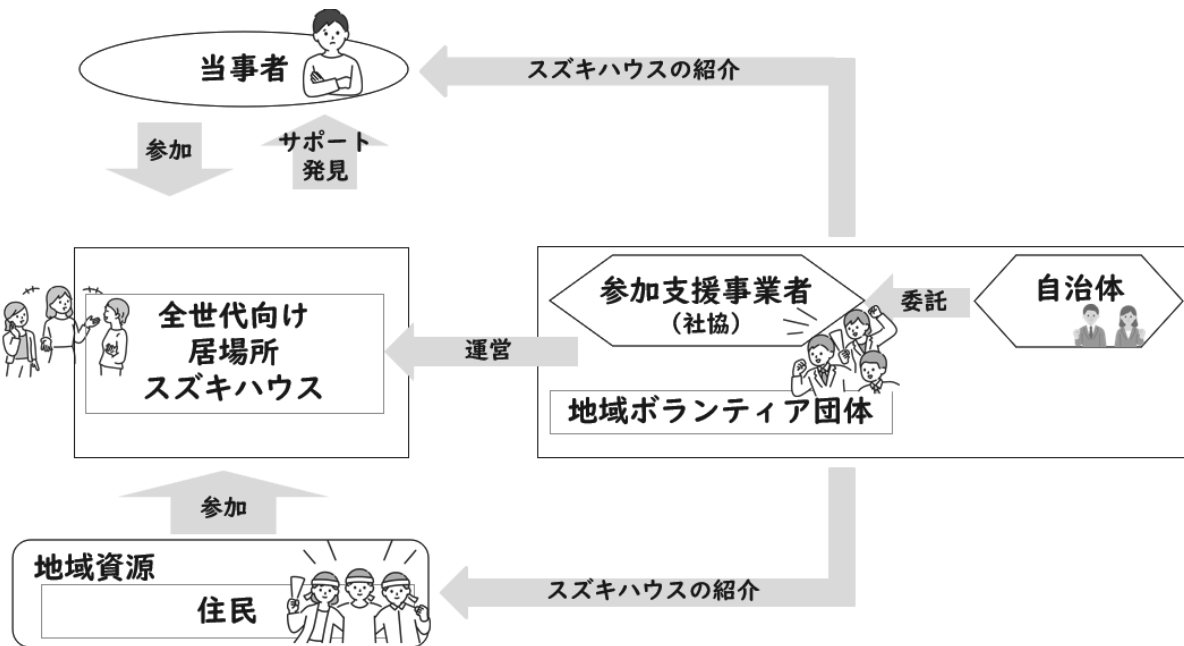 当事者
スズキハウスの紹介
参加
サポート
発見
全世代向け
居場所
スズキハウス
運営
参加支援事業者
(社協)
委託
自治体
地域ボランティア団体
参加
地域資源
住民
スズキハウスの紹介